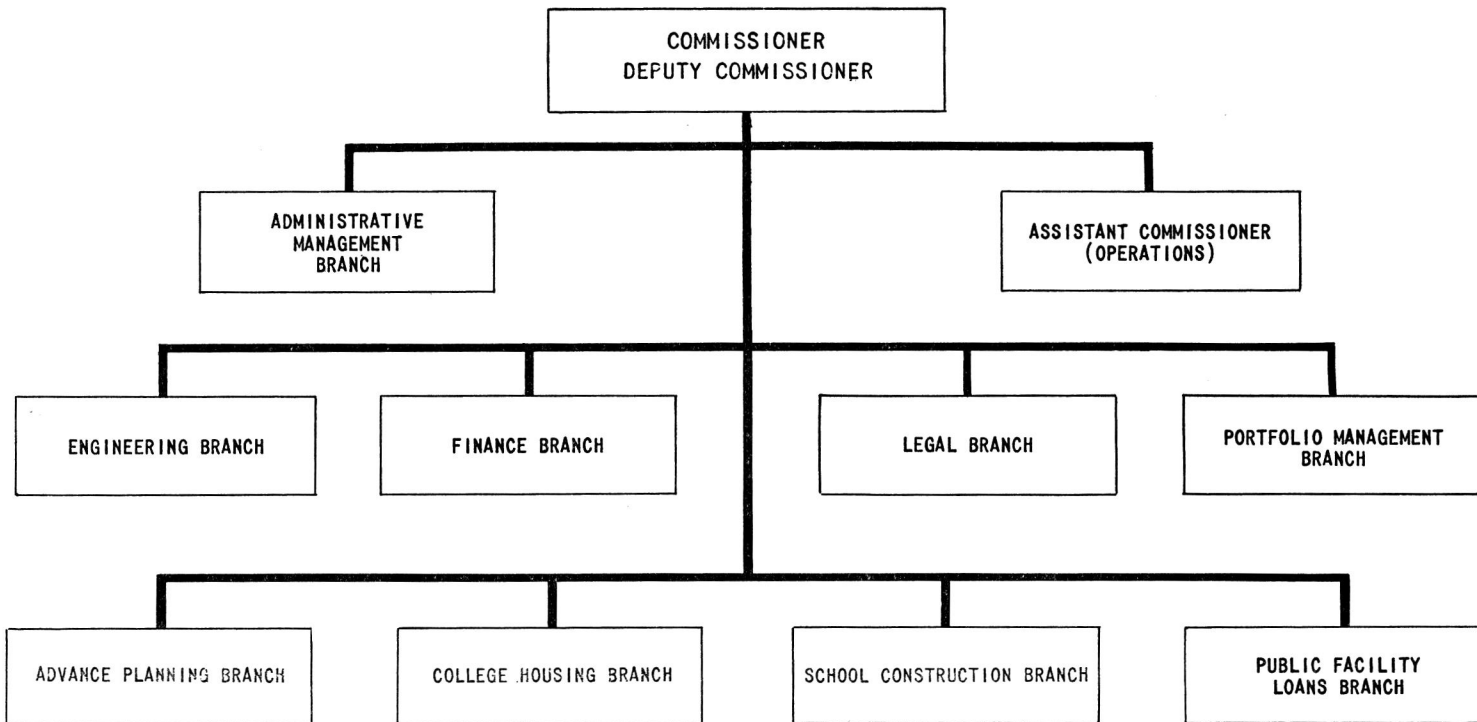 COMMISSIONER
DEPUTY COMMISSIONER
ADMINISTRATIVE
MANAGEMENT
BRANCH
ASSISTANT COMMISSIONER
(OPERATIONS)
ENGINEERING BRANCH
FINANCE BRANCH
LEGAL BRANCH
PORTFOLIO MANAGEMENT
BRANCH
ADVANCE PLANNING BRANCH
COLLEGE HOUSING BRANCH
SCHOOL CONSTRUCTION BRANCH
PUBLIC FACILITY
LOANS BRANCH